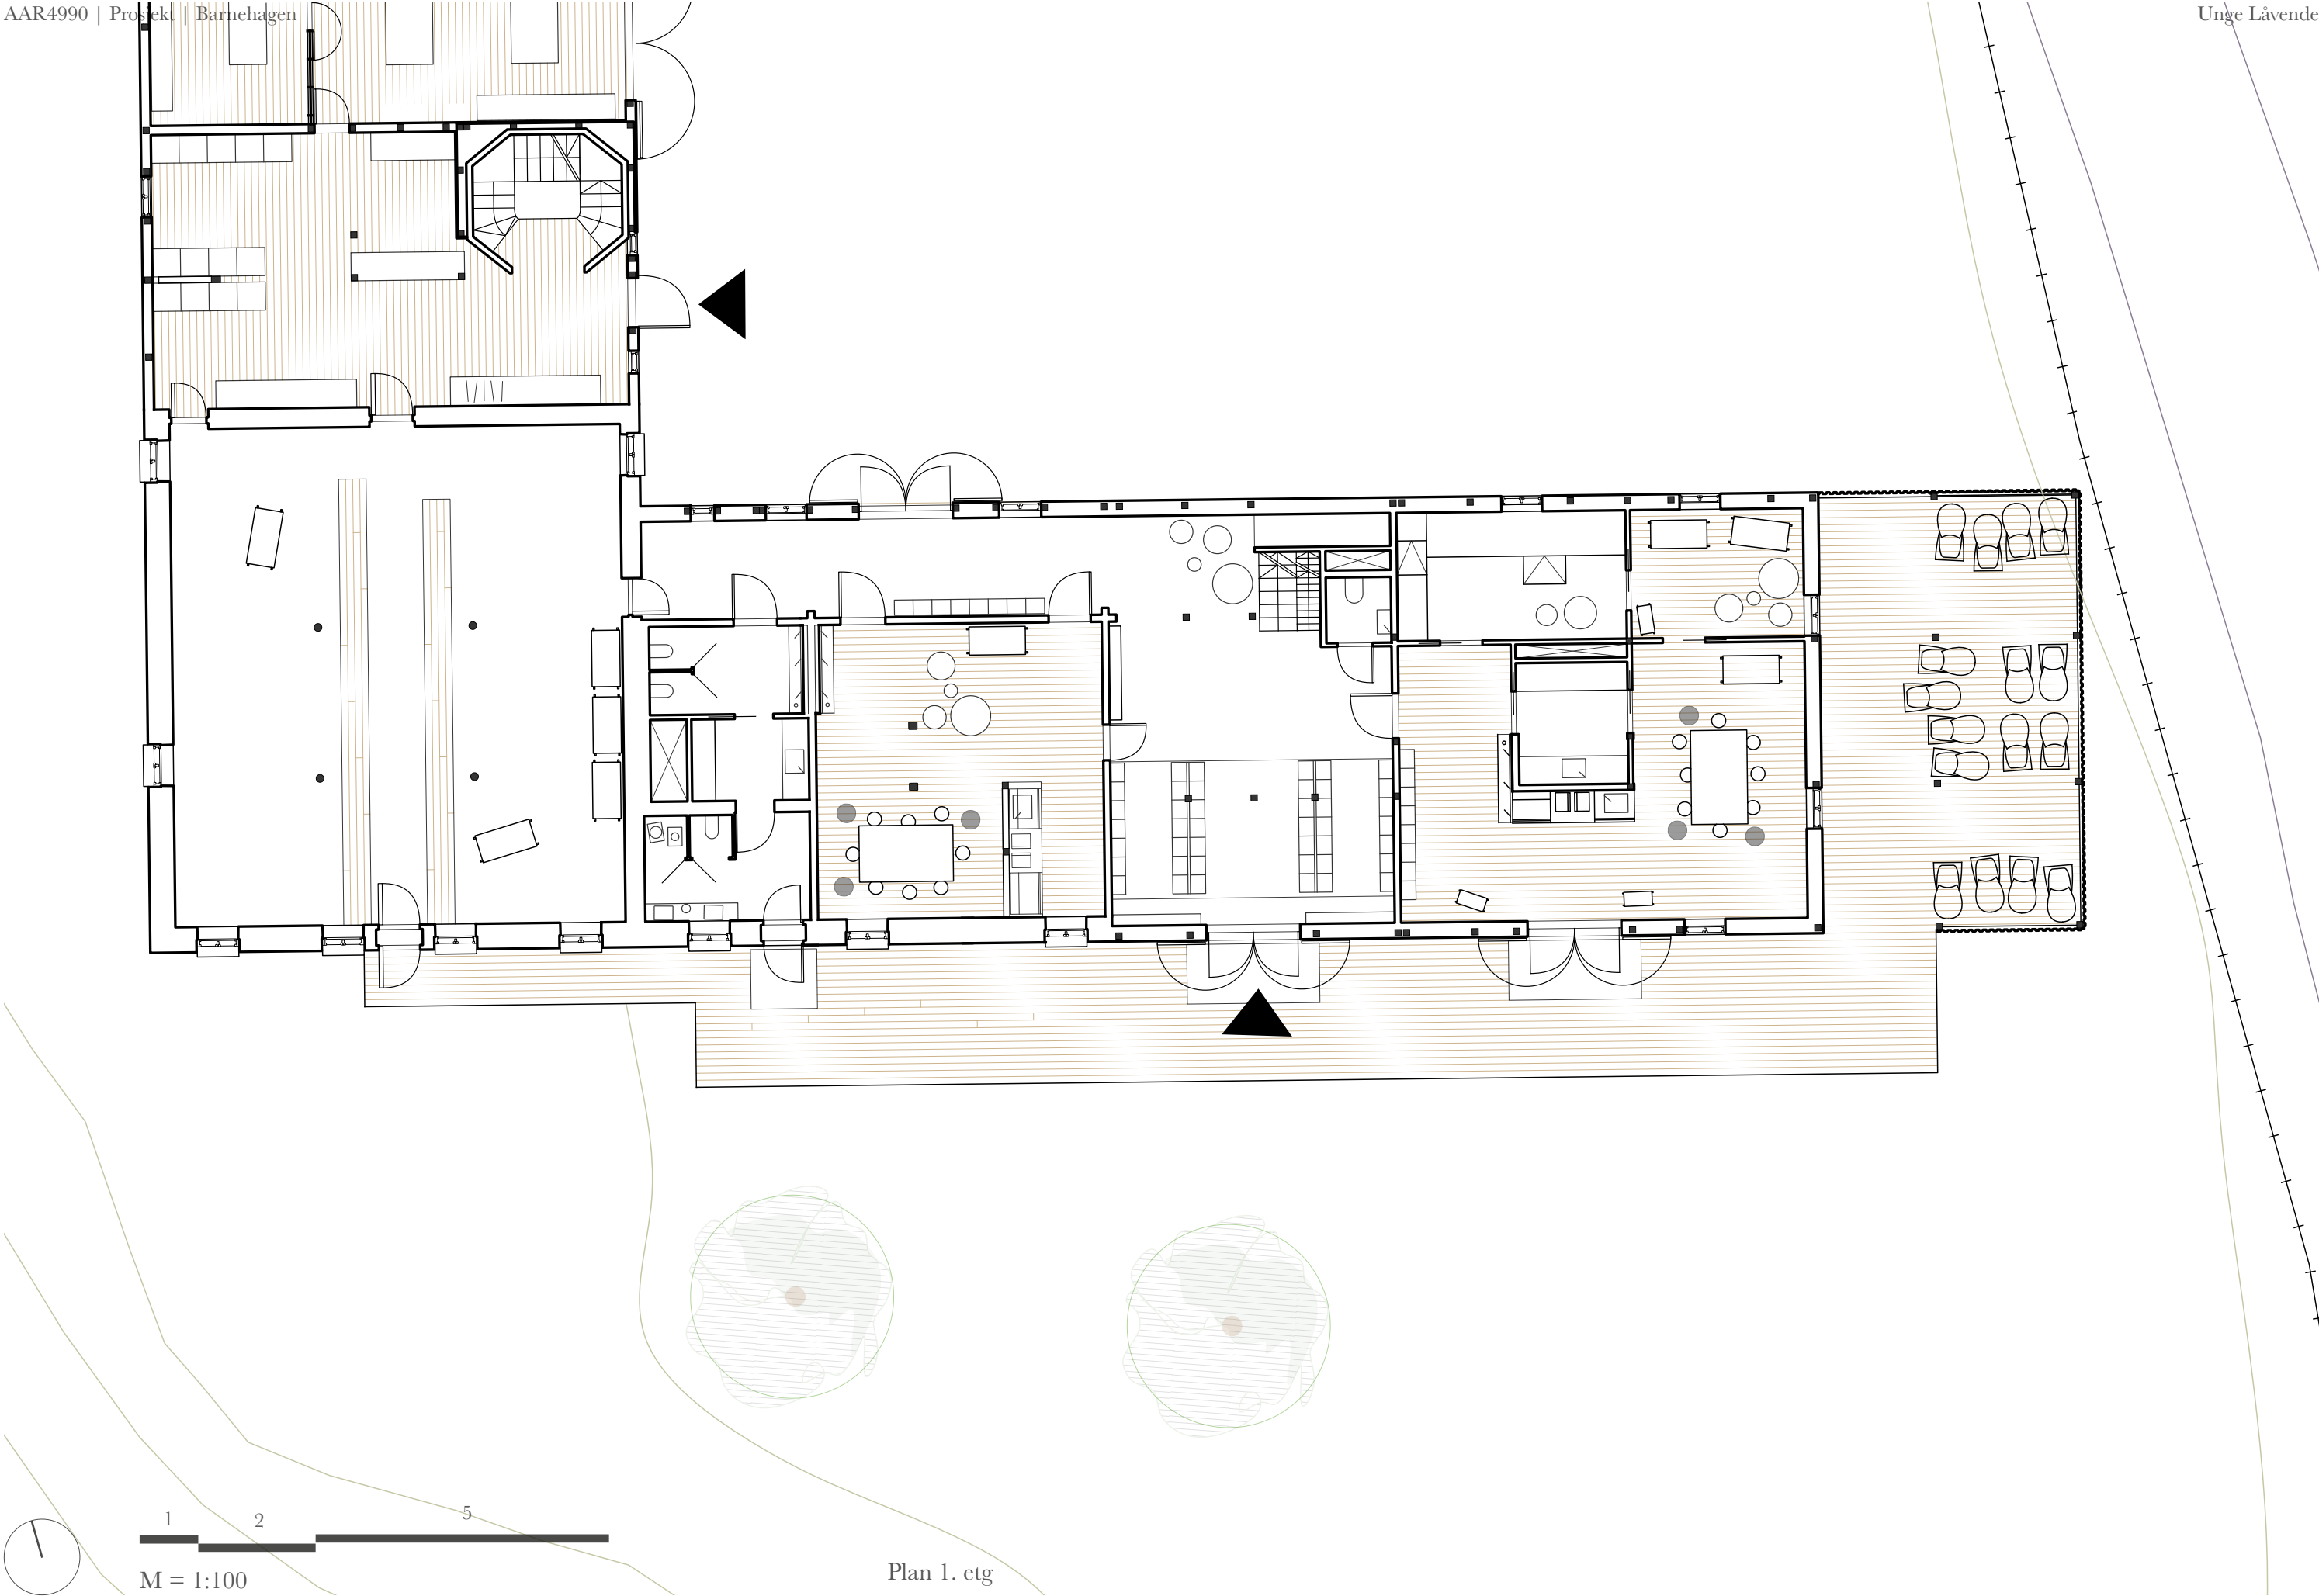 AAR4990 | Prosjekt | Barnehagen
Unge Låvende
1 2 5
M = 1:100
Plan 1. etg